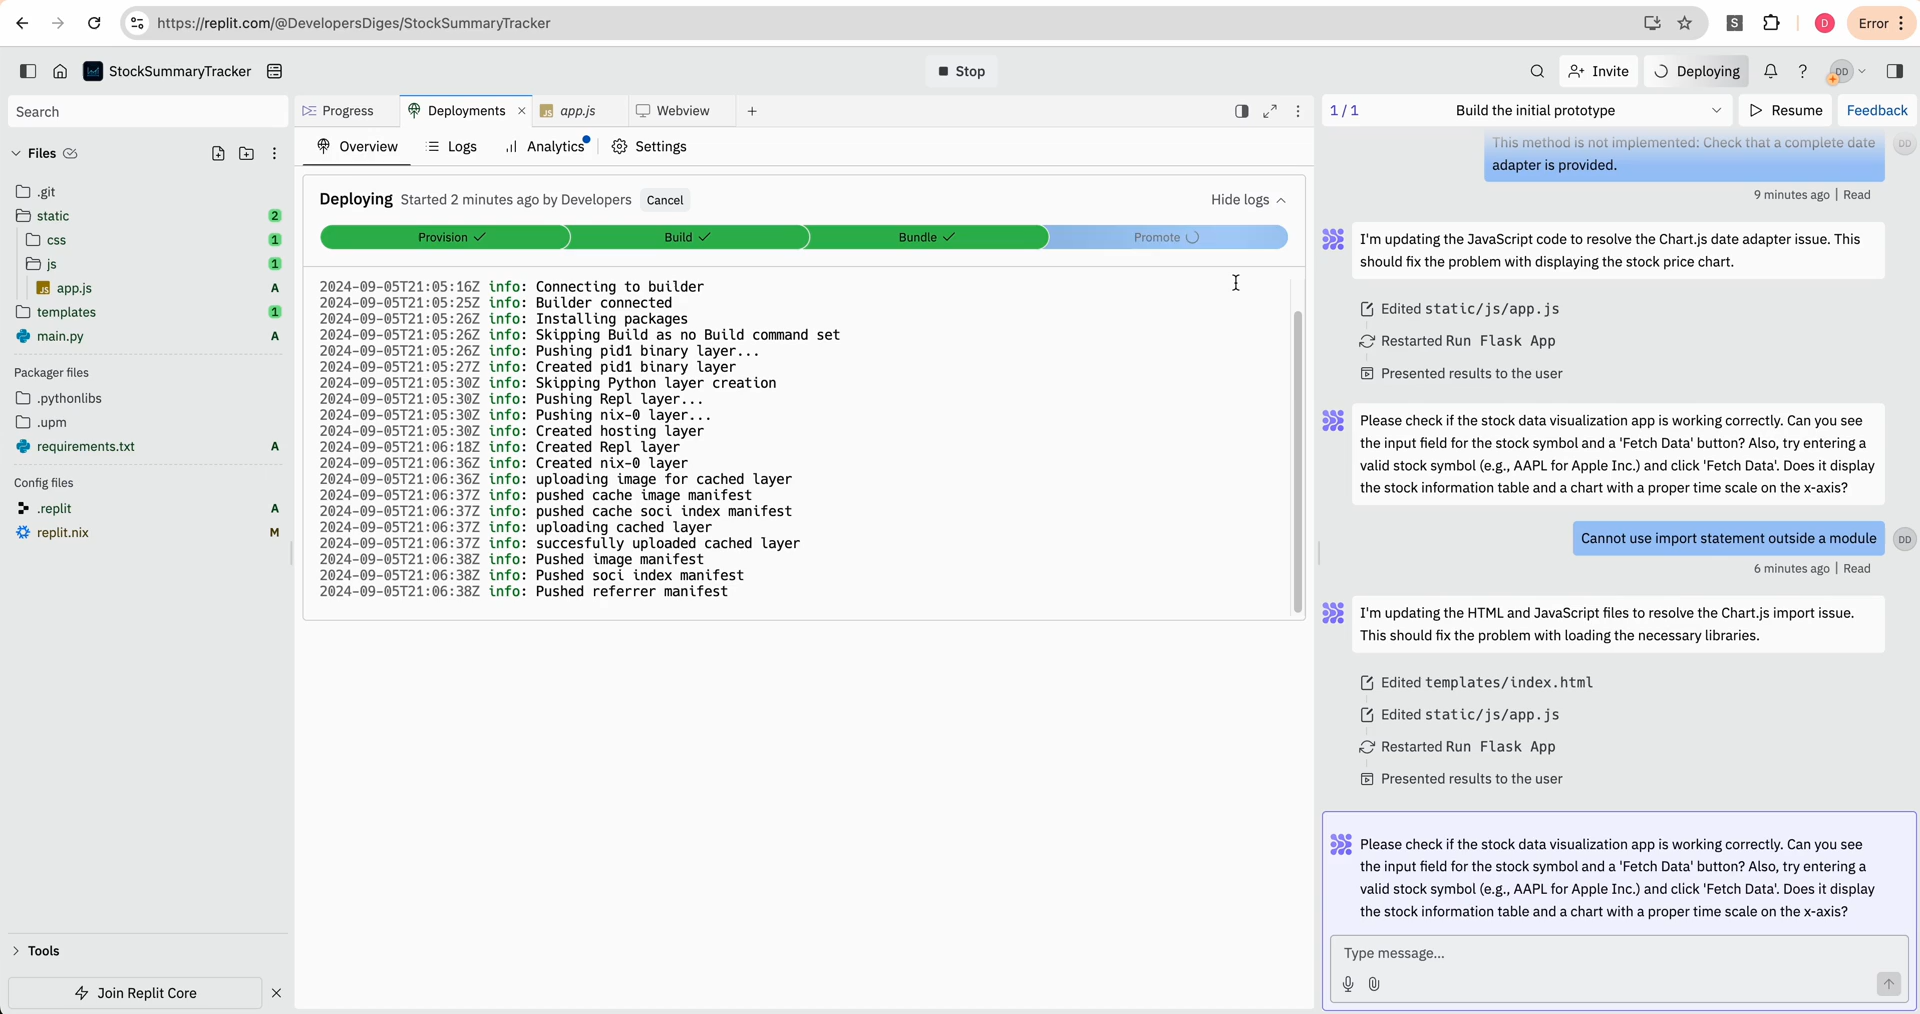 https://replit.com/@DevelopersDiges/StockSummaryTracker
S
D
Error
StockSummaryTracker
Stop
Invite
Deploying
?
DD
Search
Progress
Deployments
JS app.js
Webview
1 / 1
Build the initial prototype
Resume
Feedback
Files
Overview
Logs
Analytics
Settings
.git
static 2
css 1
js 1
JS app.js A
templates 1
main.py A
Packager files
.pythonlibs
.upm
requirements.txt A
Config files
.replit A
replit.nix M
Tools
Join Replit Core
Deploying Started 2 minutes ago by Developers Cancel
Hide logs
Provision
Build
Bundle
Promote
2024-09-05T21:05:16Z info: Connecting to builder
2024-09-05T21:05:25Z info: Builder connected
2024-09-05T21:05:26Z info: Installing packages
2024-09-05T21:05:26Z info: Skipping Build as no Build command set
2024-09-05T21:05:26Z info: Pushing pid1 binary layer...
2024-09-05T21:05:27Z info: Created pid1 binary layer
2024-09-05T21:05:30Z info: Skipping Python layer creation
2024-09-05T21:05:30Z info: Pushing Repl layer...
2024-09-05T21:05:30Z info: Pushing nix-0 layer...
2024-09-05T21:05:30Z info: Created hosting layer
2024-09-05T21:06:18Z info: Created Repl layer
2024-09-05T21:06:36Z info: Created nix-0 layer
2024-09-05T21:06:36Z info: uploading image for cached layer
2024-09-05T21:06:37Z info: pushed cache image manifest
2024-09-05T21:06:37Z info: pushed cache soci index manifest
2024-09-05T21:06:37Z info: uploading cached layer
2024-09-05T21:06:37Z info: succesfully uploaded cached layer
2024-09-05T21:06:38Z info: Pushed image manifest
2024-09-05T21:06:38Z info: Pushed soci index manifest
2024-09-05T21:06:38Z info: Pushed referrer manifest
This method is not implemented: Check that a complete date
adapter is provided.
DD
9 minutes ago | Read
I'm updating the JavaScript code to resolve the Chart.js date adapter issue. This
should fix the problem with displaying the stock price chart.
Edited static/js/app.js
Restarted Run Flask App
Presented results to the user
Please check if the stock data visualization app is working correctly. Can you see
the input field for the stock symbol and a 'Fetch Data' button? Also, try entering a
valid stock symbol (e.g., AAPL for Apple Inc.) and click 'Fetch Data'. Does it display
the stock information table and a chart with a proper time scale on the x-axis?
Cannot use import statement outside a module
DD
6 minutes ago | Read
I'm updating the HTML and JavaScript files to resolve the Chart.js import issue.
This should fix the problem with loading the necessary libraries.
Edited templates/index.html
Edited static/js/app.js
Restarted Run Flask App
Presented results to the user
Please check if the stock data visualization app is working correctly. Can you see
the input field for the stock symbol and a 'Fetch Data' button? Also, try entering a
valid stock symbol (e.g., AAPL for Apple Inc.) and click 'Fetch Data'. Does it display
the stock information table and a chart with a proper time scale on the x-axis?
Type message...